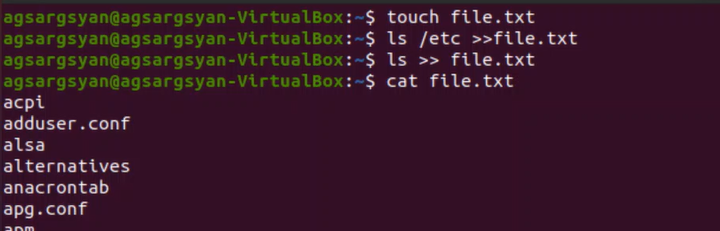 agsargsyan@agsargsyan-VirtualBox:~$ touch file.txt
agsargsyan@agsargsyan-VirtualBox:~$ ls /etc >>file.txt
agsargsyan@agsargsyan-VirtualBox:~$ ls >> file.txt
agsargsyan@agsargsyan-VirtualBox:~$ cat file.txt
acpi
adduser.conf
alsa
alternatives
anacrontab
apg.conf
apm